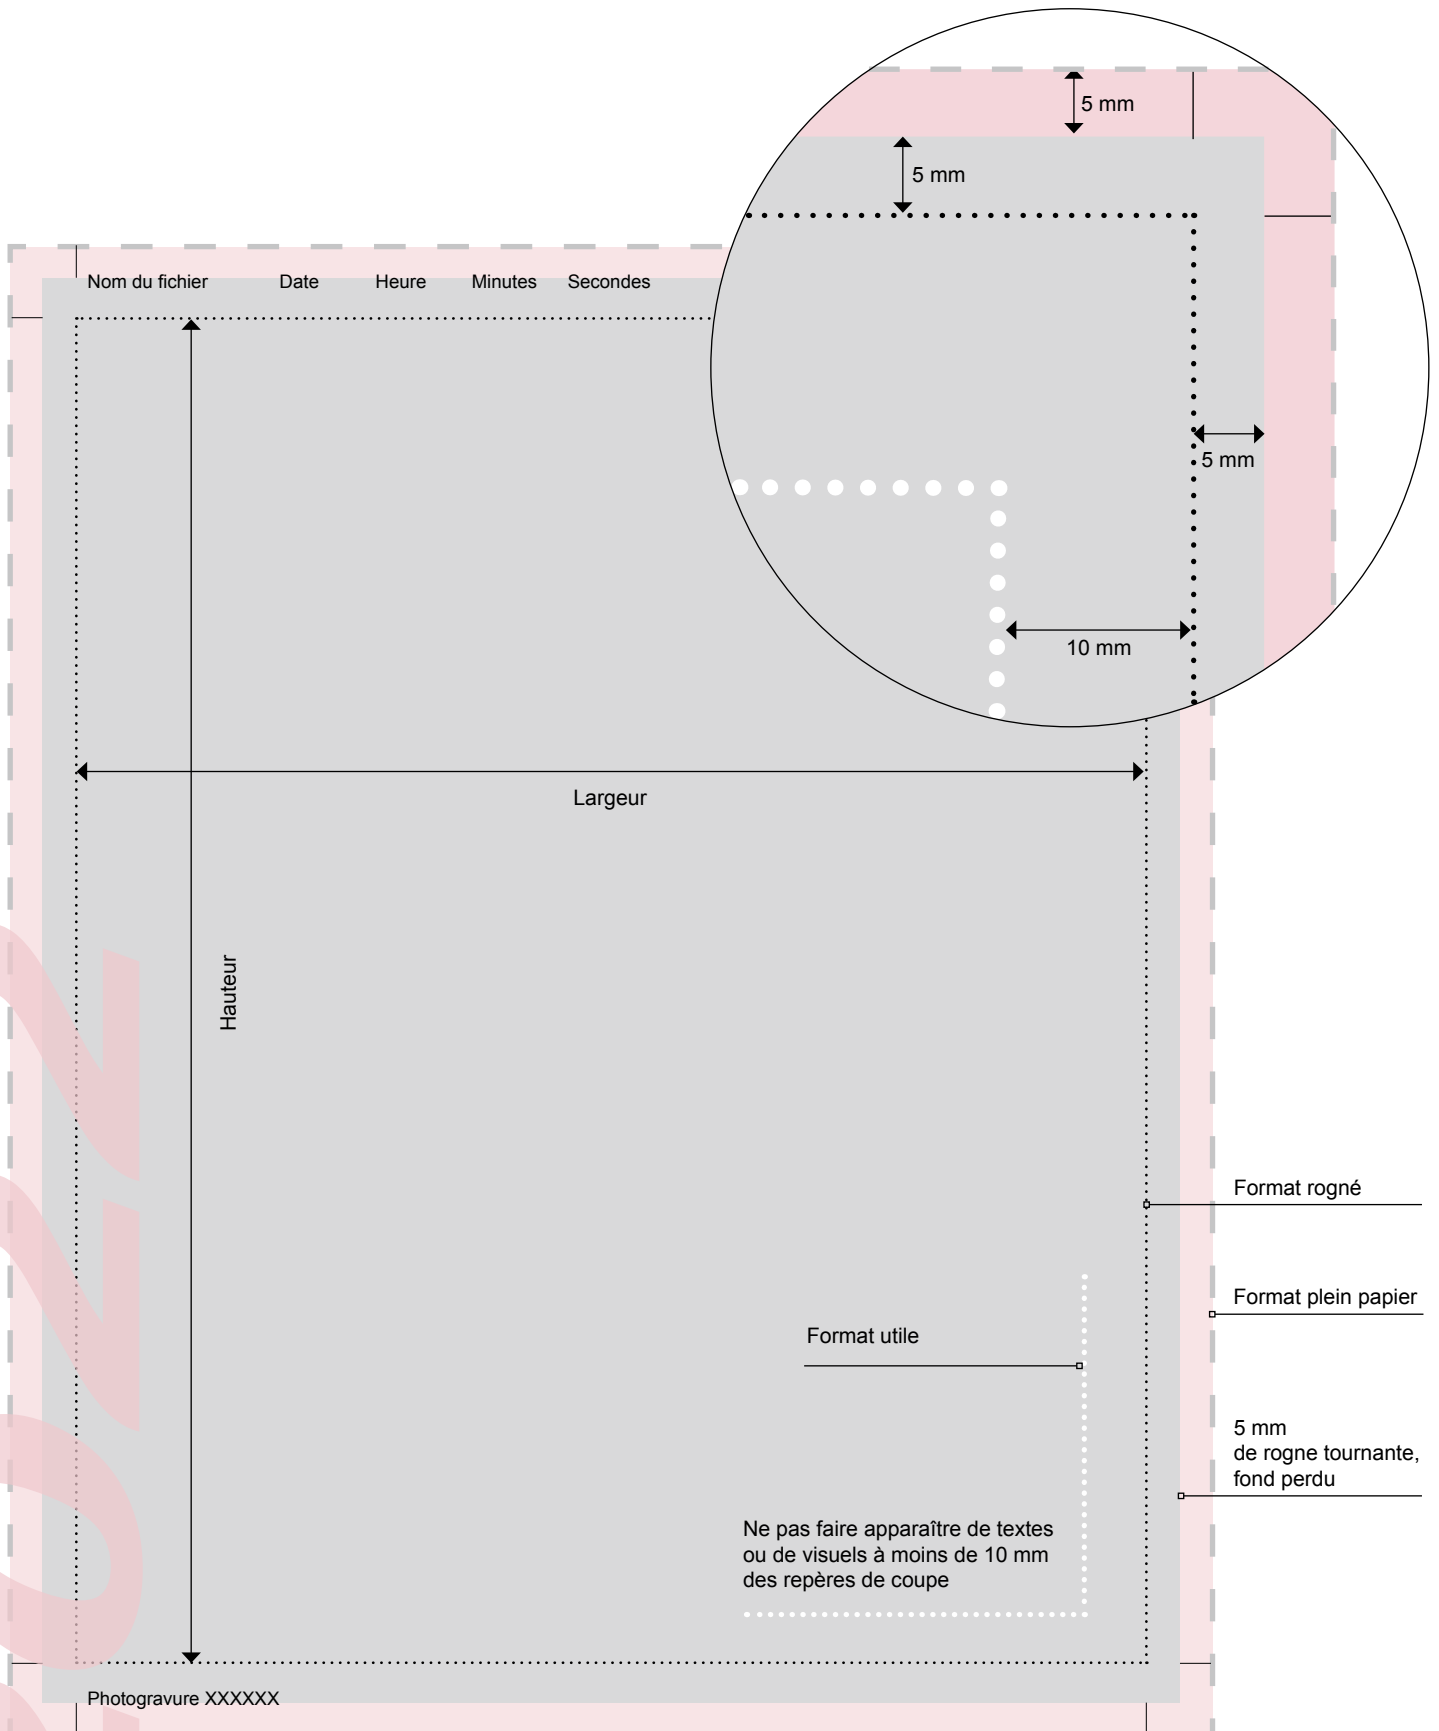 5 mm
5 mm
Nom du fichier Date Heure Minutes Secondes
5 mm
10 mm
Largeur
Hauteur
Format rogné
Format plein papier
Format utile
5 mm
de rogne tournante,
fond perdu
Ne pas faire apparaître de textes
ou de visuels à moins de 10 mm
des repères de coupe
Photogravure XXXXXX